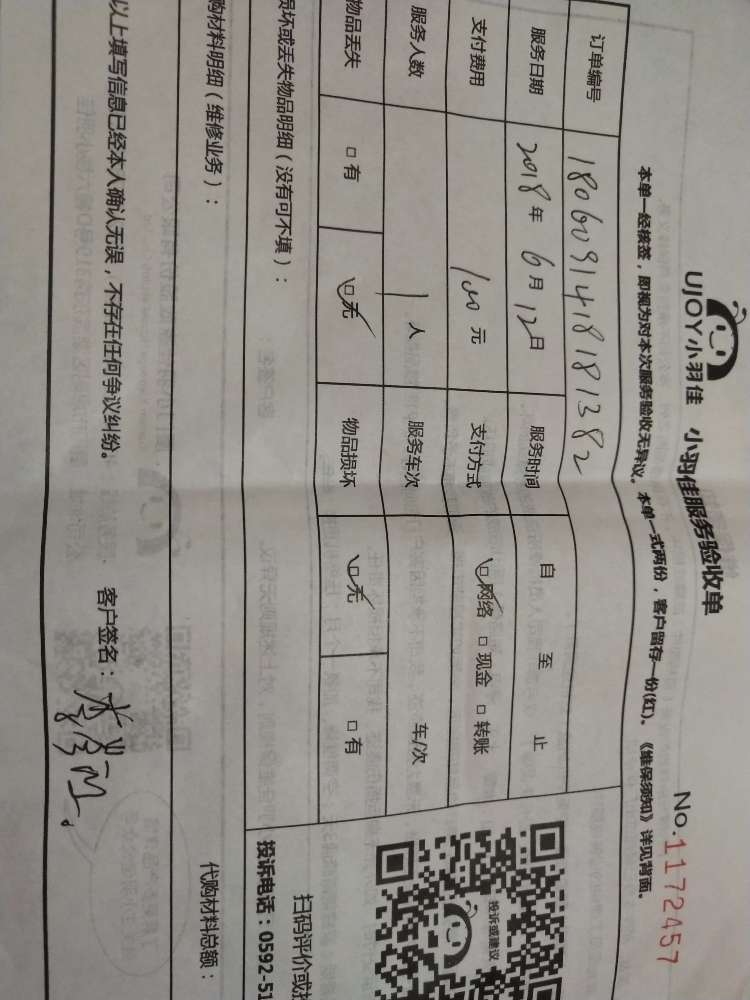 UJOY小羽佳 小羽佳服务验收单 No.1172457
本单一经核签，即视为对本次服务验收无异议。本单一式两份，客户留存一份(红)。《维保须知》详见背面。
订单编号 1806091418181382
服务日期 2018年 6月 12日 服务时间 自 至 止
支付费用 100元 支付方式 ☑网络 □现金 □转账
服务人数 1人 服务车次 车/次
物品丢失 □有 ☑无 物品损坏 ☑无 □有
损坏或丢失物品明细（没有可不填）：
投诉或建议
扫码评价或
投诉电话：0592-51
购材料明细（维修业务）： 代购材料总额：
以上填写信息已经本人确认无误，不存在任何争议纠纷。 客户签名：